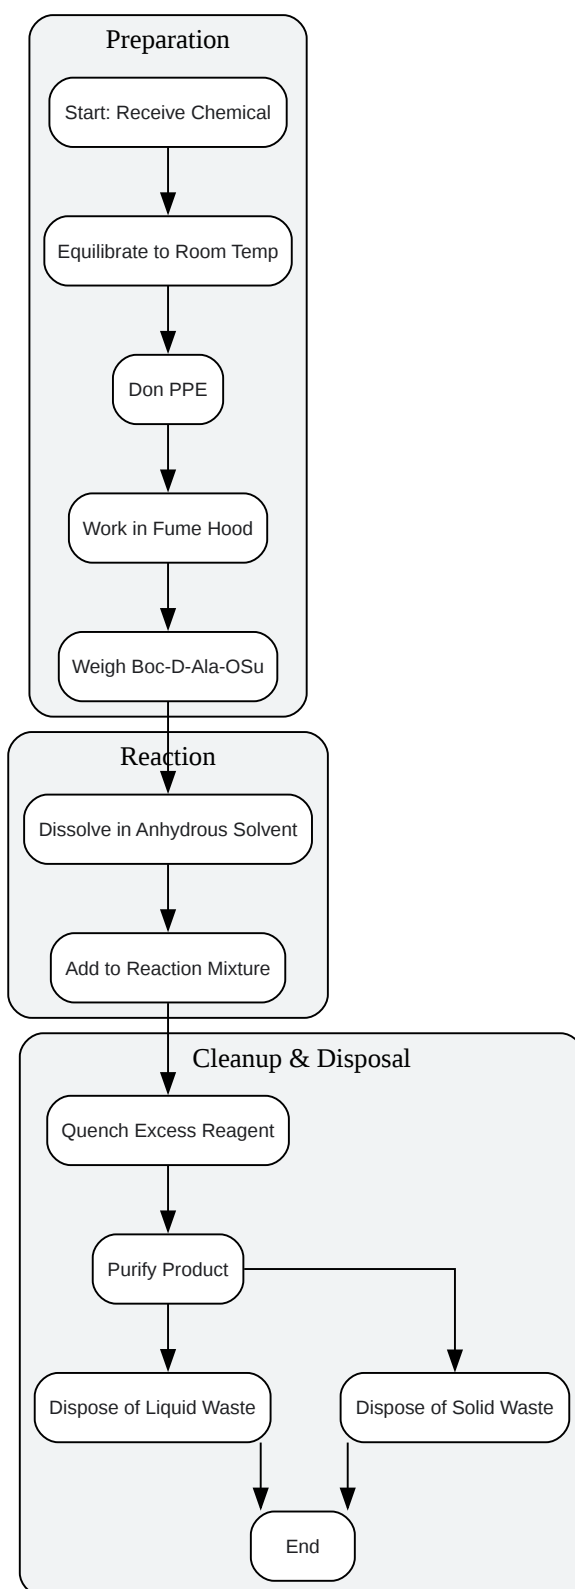 Preparation
Start: Receive Chemical
Equilibrate to Room Temp
Don PPE
Work in Fume Hood
Weigh Boc-D-Ala-OSu
Reaction
Dissolve in Anhydrous Solvent
Add to Reaction Mixture
Cleanup & Disposal
Quench Excess Reagent
Purify Product
Dispose of Liquid Waste
Dispose of Solid Waste
End